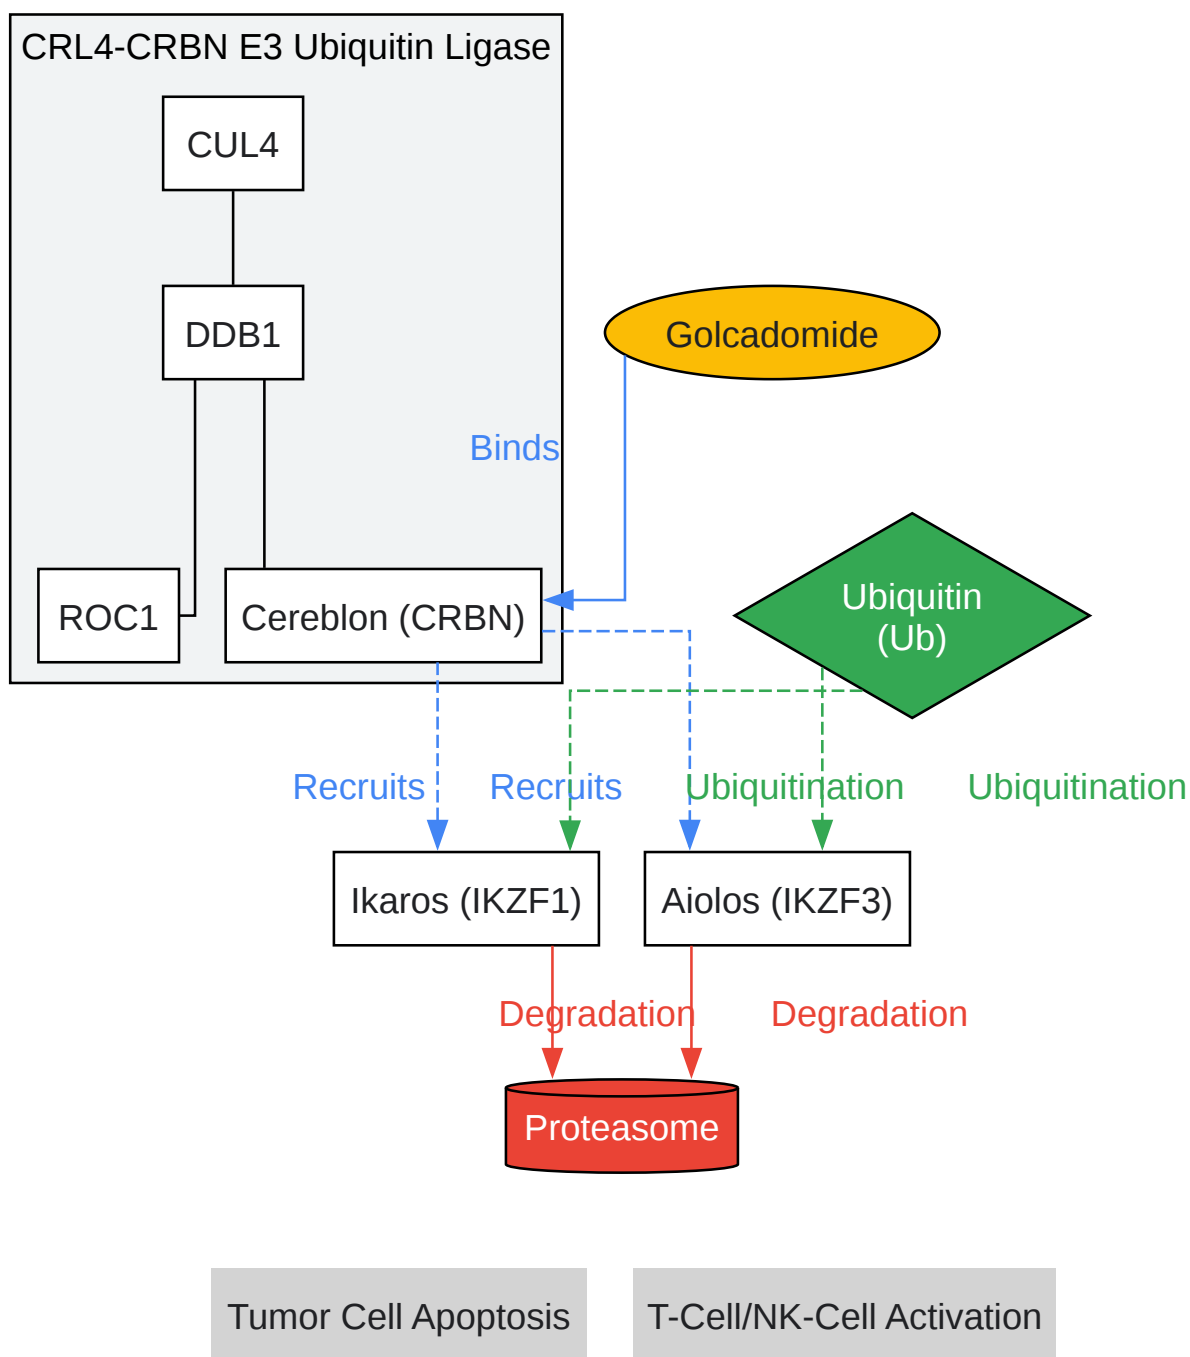 CRL4-CRBN E3 Ubiquitin Ligase
CUL4
DDB1
Golcadomide
Binds
Ubiquitin
(Ub)
ROC1
Cereblon (CRBN)
Recruits
Recruits
Ubiquitination
Ubiquitination
Ikaros (IKZF1)
Aiolos (IKZF3)
Degradation
Degradation
Proteasome
Tumor Cell Apoptosis
T-Cell/NK-Cell Activation